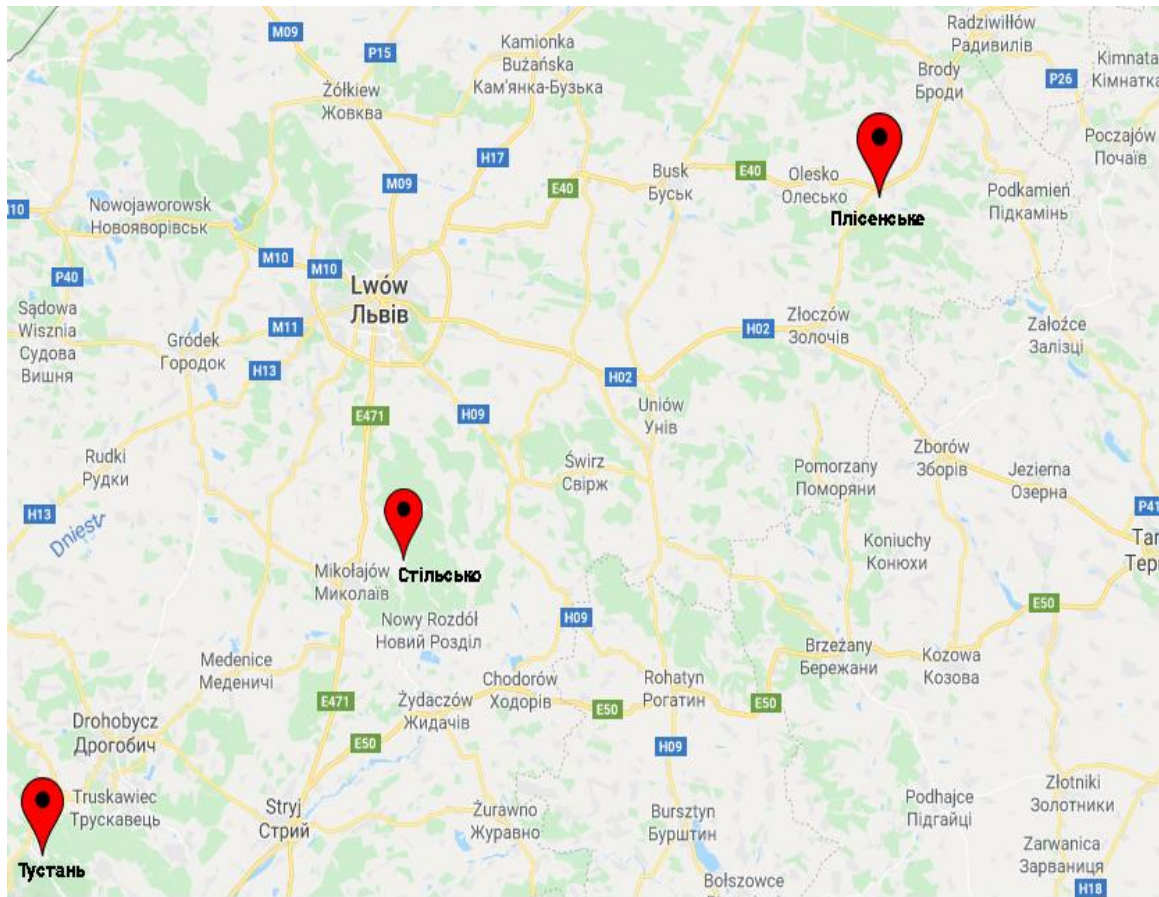 M09
P15
Kamionka
Bużańska
Кам'янка-Бузька
Radziwiłłów
Радивилів
Brody
Броди
Kimnata
Кімнатка
P26
Żółkiew
Жовква
Poczajów
Почаїв
H17
M09
E40
Busk
Буськ
E40
Olesko
Олесько
Плісенське
Podkamień
Підкамінь
M10
Nowojaworowsk
Новояворівськ
M10
M10
P40
Lwów
Львів
Sądowa
Wisznia
Судова
Вишня
Gródek
Городок
M11
H13
H02
Złoczów
Золочів
Załoźce
Залізці
H02
E471
H09
Uniów
Унів
Rudki
Рудки
Świrz
Свірж
Pomorzany
Поморяни
Zborów
Зборів
Jezierna
Озерна
P41
H13
Dniestr
Koniuchy
Конюхи
Tar
Тер
Mikołajów
Миколаїв
Стільсько
Nowy Rozdół
Новий Розділ
H09
E50
Medenice
Меденичі
Brzeżany
Бережани
Kozowa
Козова
Chodorów
Ходорів
Rohatyn
Рогатин
E471
Żydaczów
Жидачів
E50
E50
E50
Drohobycz
Дрогобич
H09
Truskawiec
Трускавець
Stryj
Стрий
Żurawno
Журавно
Bursztyn
Бурштин
Podhajce
Підгайці
Złotniki
Золотники
Тустань
Zarwanica
Зарваниця
Bołszowce
H18